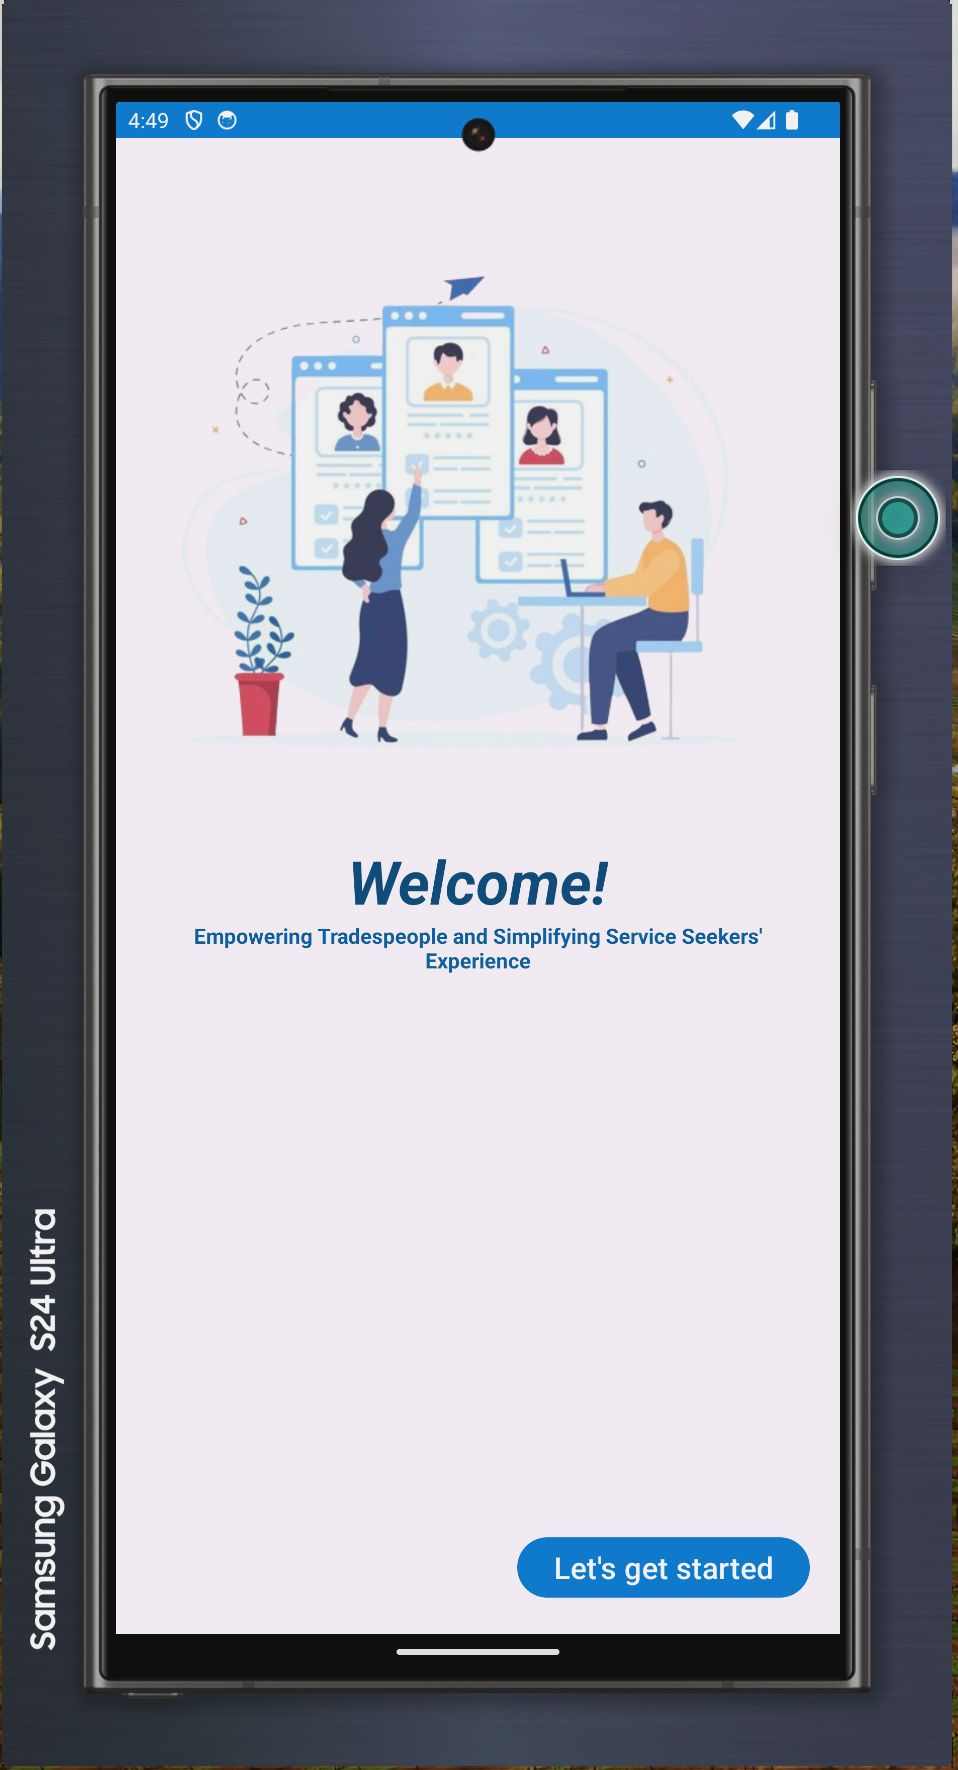 4:49
Welcome!
Empowering Tradespeople and Simplifying Service Seekers'
Experience
Let's get started
Samsung Galaxy S24 Ultra